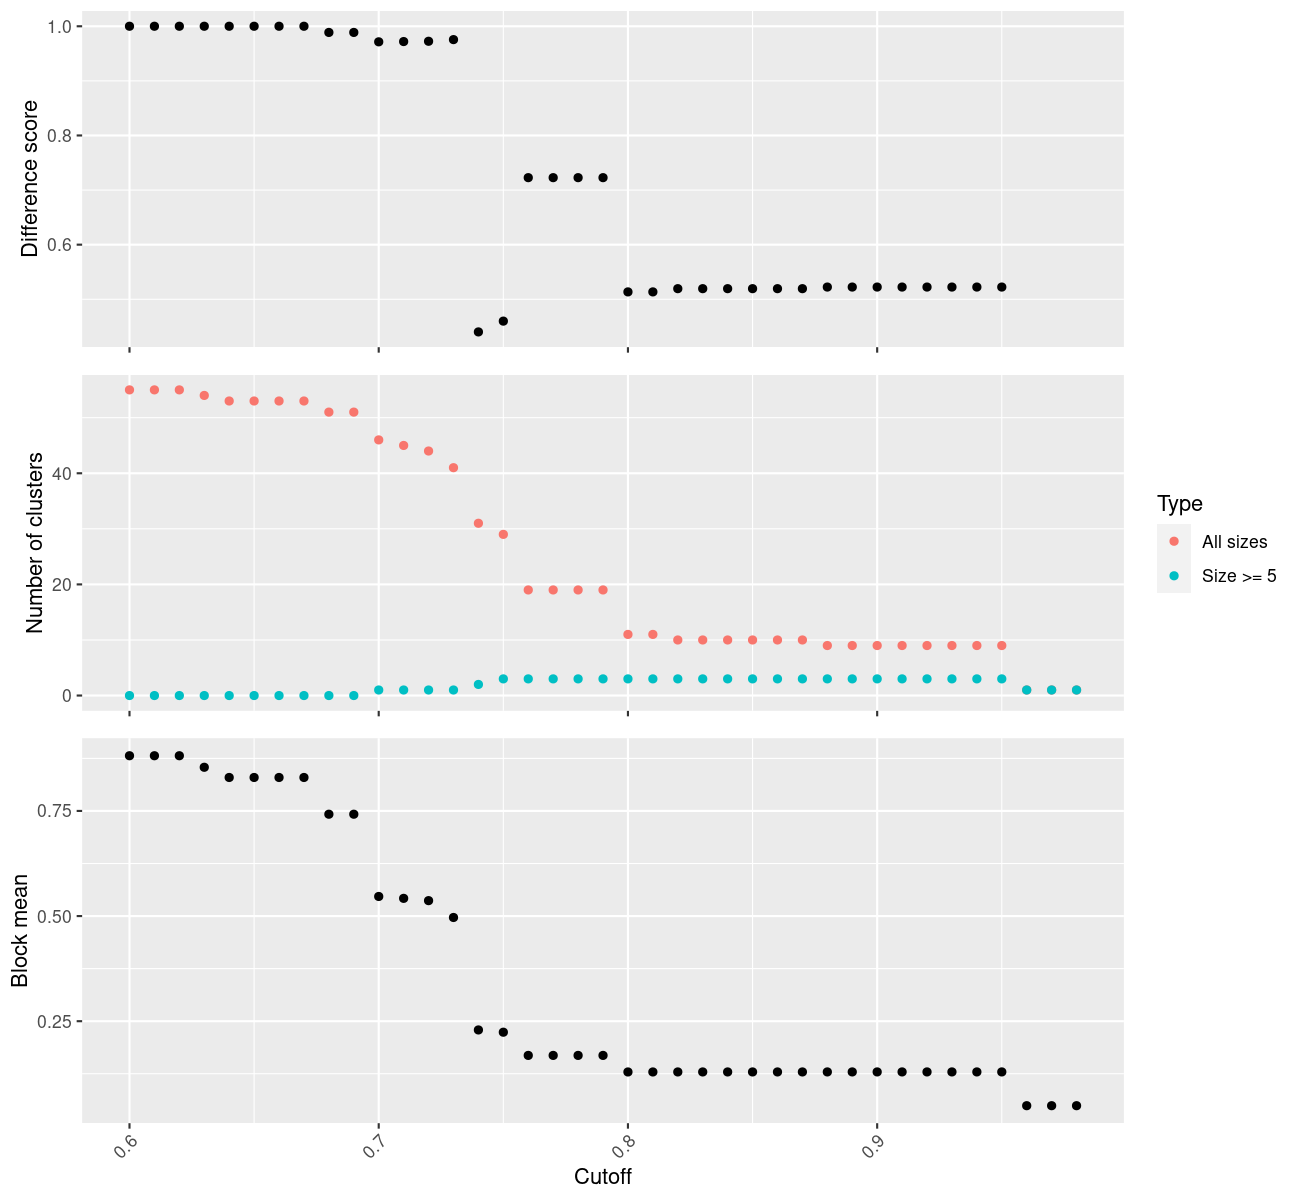 Difference score
1.0
0.8
0.6
Number of clusters
40
20
0
Type
All sizes
Size >= 5
Block mean
0.75
0.50
0.25
0.6
0.7
0.8
0.9
Cutoff